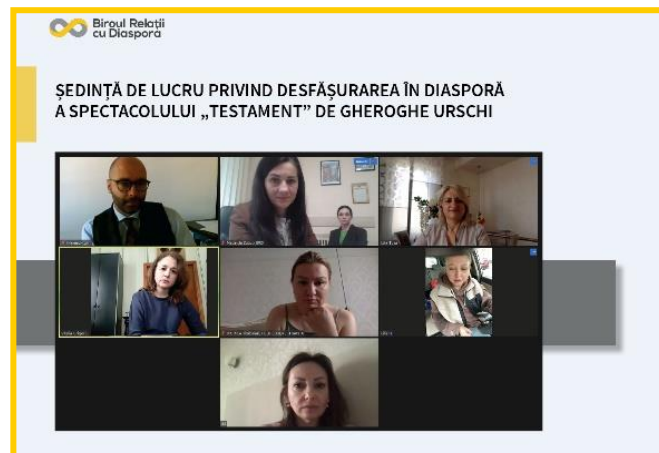 Biroul Relații
cu Diaspora
ȘEDINȚĂ DE LUCRU PRIVIND DESFĂȘURAREA ÎN DIASPORĂ
A SPECTACOLULUI „TESTAMENT” DE GHEROGHE URSCHI